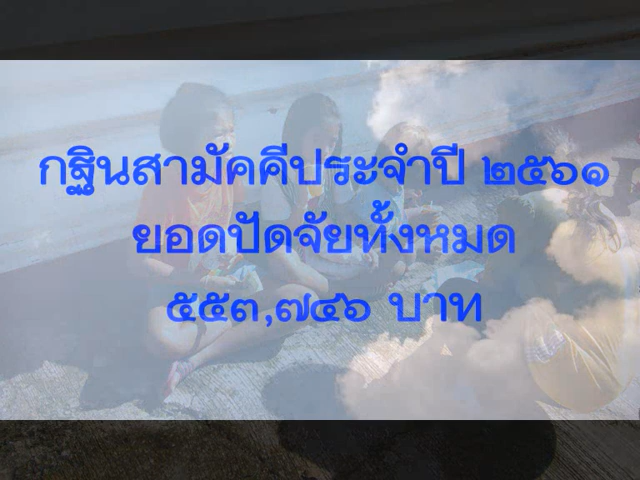 กฐินสามัคคีประจำปี ๒๕๖๑
ยอดปัดจัยทั้งหมด
๕๕๓,๗๔๖ บาท